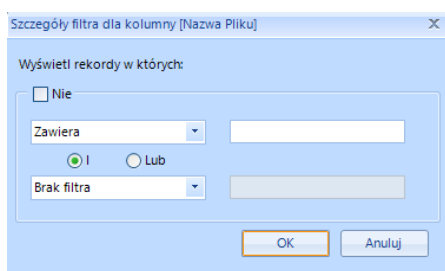 Szczegóły filtra dla kolumny [Nazwa Pliku] X
Wyświetl rekordy w których:
Nie
Zawiera
I Lub
Brak filtra
OK Anuluj